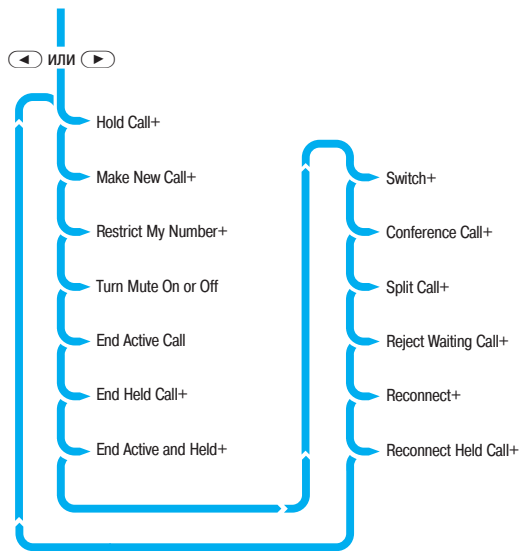 или
Hold Call+
Make New Call+
Restrict My Number+
Turn Mute On or Off
End Active Call
End Held Call+
End Active and Held+
Switch+
Conference Call+
Split Call+
Reject Waiting Call+
Reconnect+
Reconnect Held Call+